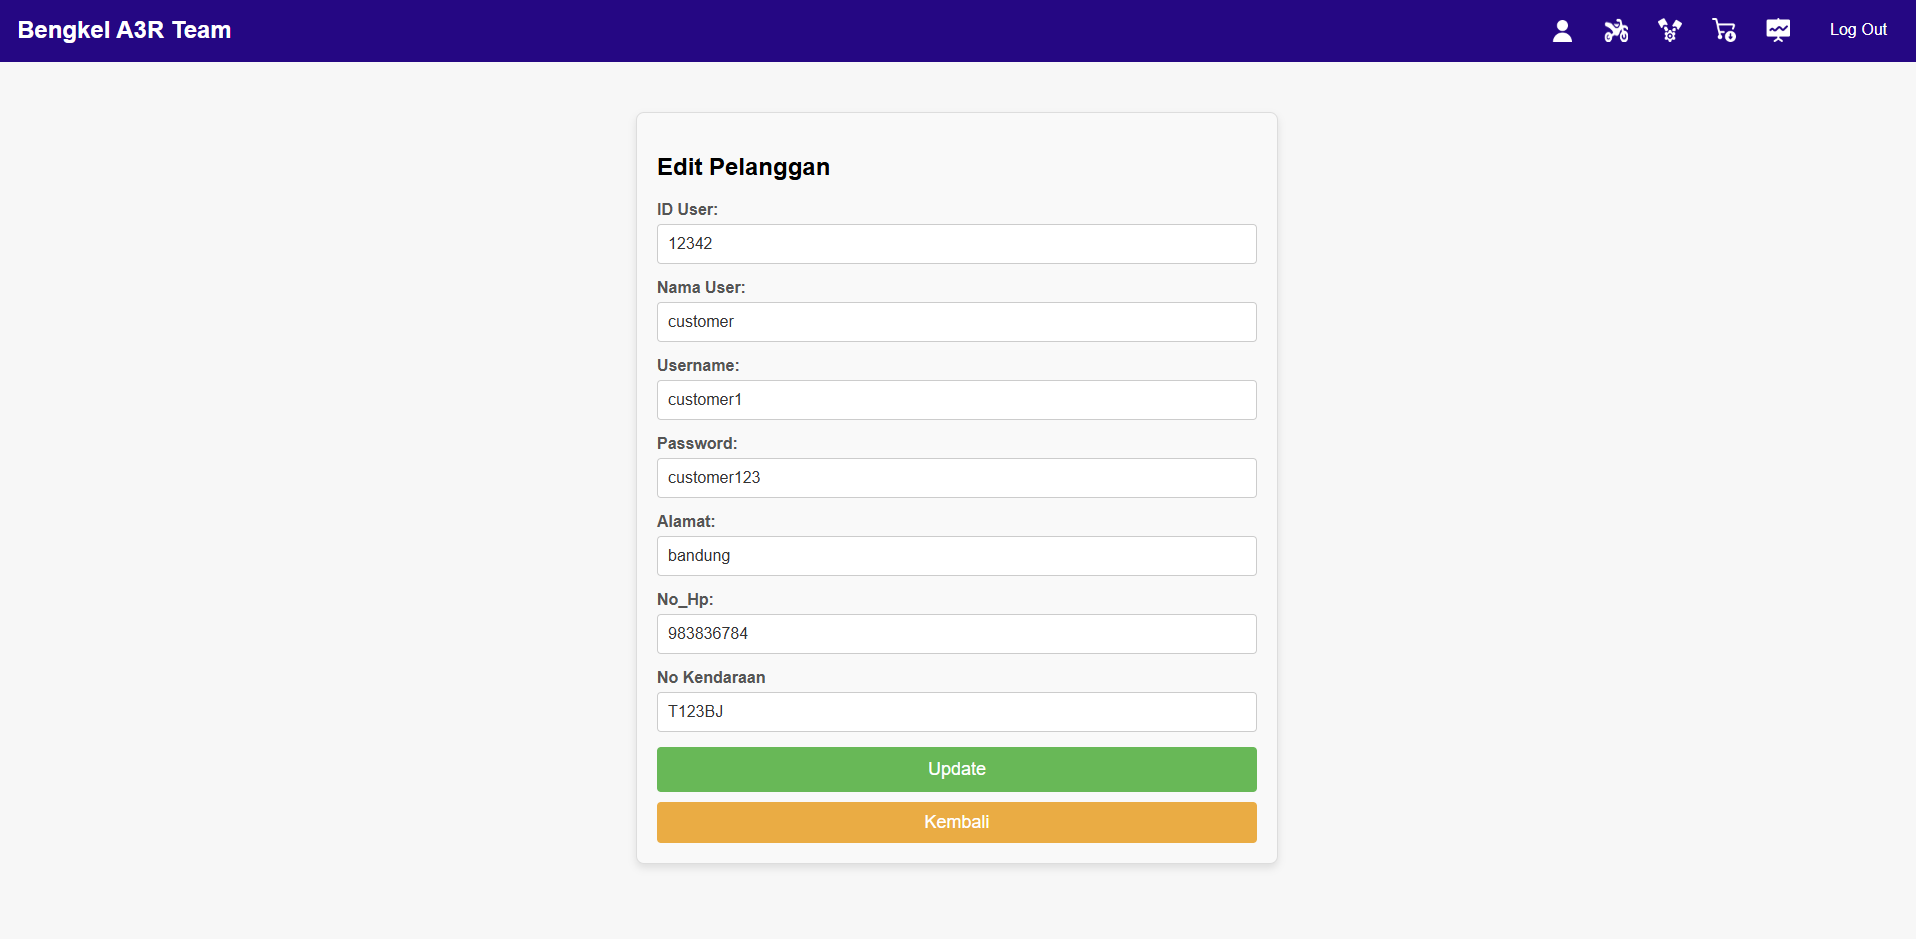 Bengkel A3R Team
Log Out
Edit Pelanggan
ID User:
12342
Nama User:
customer
Username:
customer1
Password:
customer123
Alamat:
bandung
No_Hp:
983836784
No Kendaraan
T123BJ
Update
Kembali